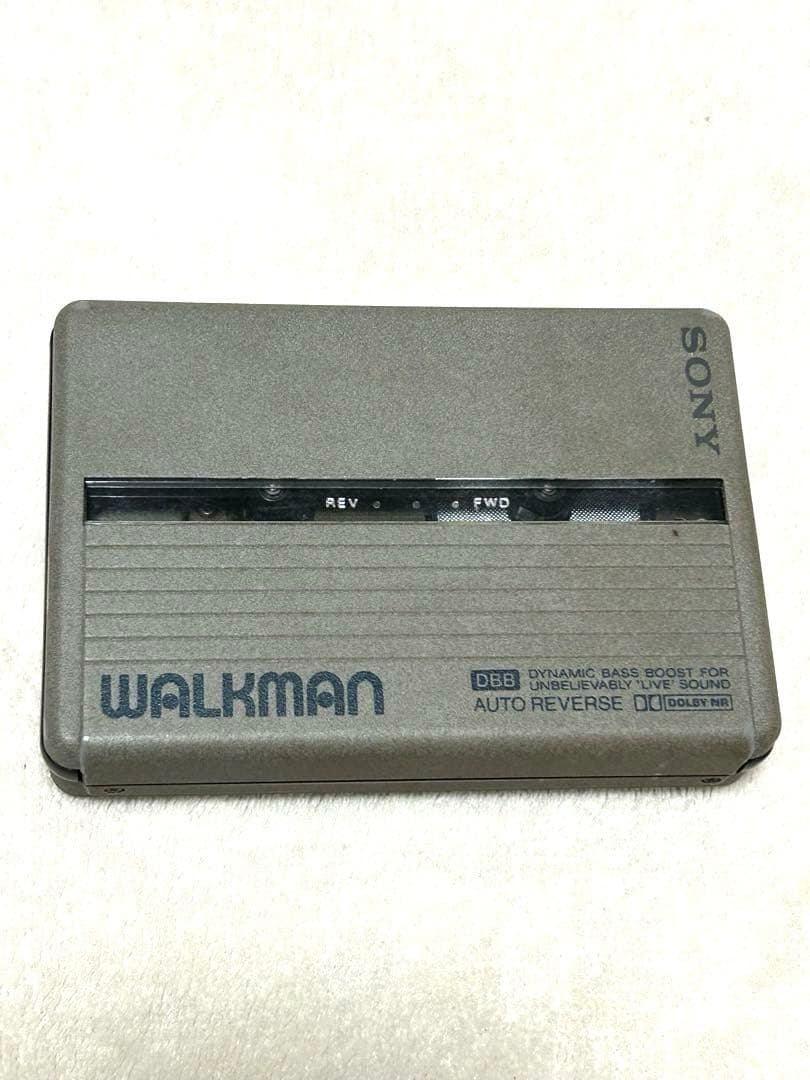 SONY
REV FWD
WALKMAN
DBB DYNAMIC BASS BOOST FOR
UNBELIEVABLY "LIVE" SOUND
AUTO REVERSE DOLBY NR